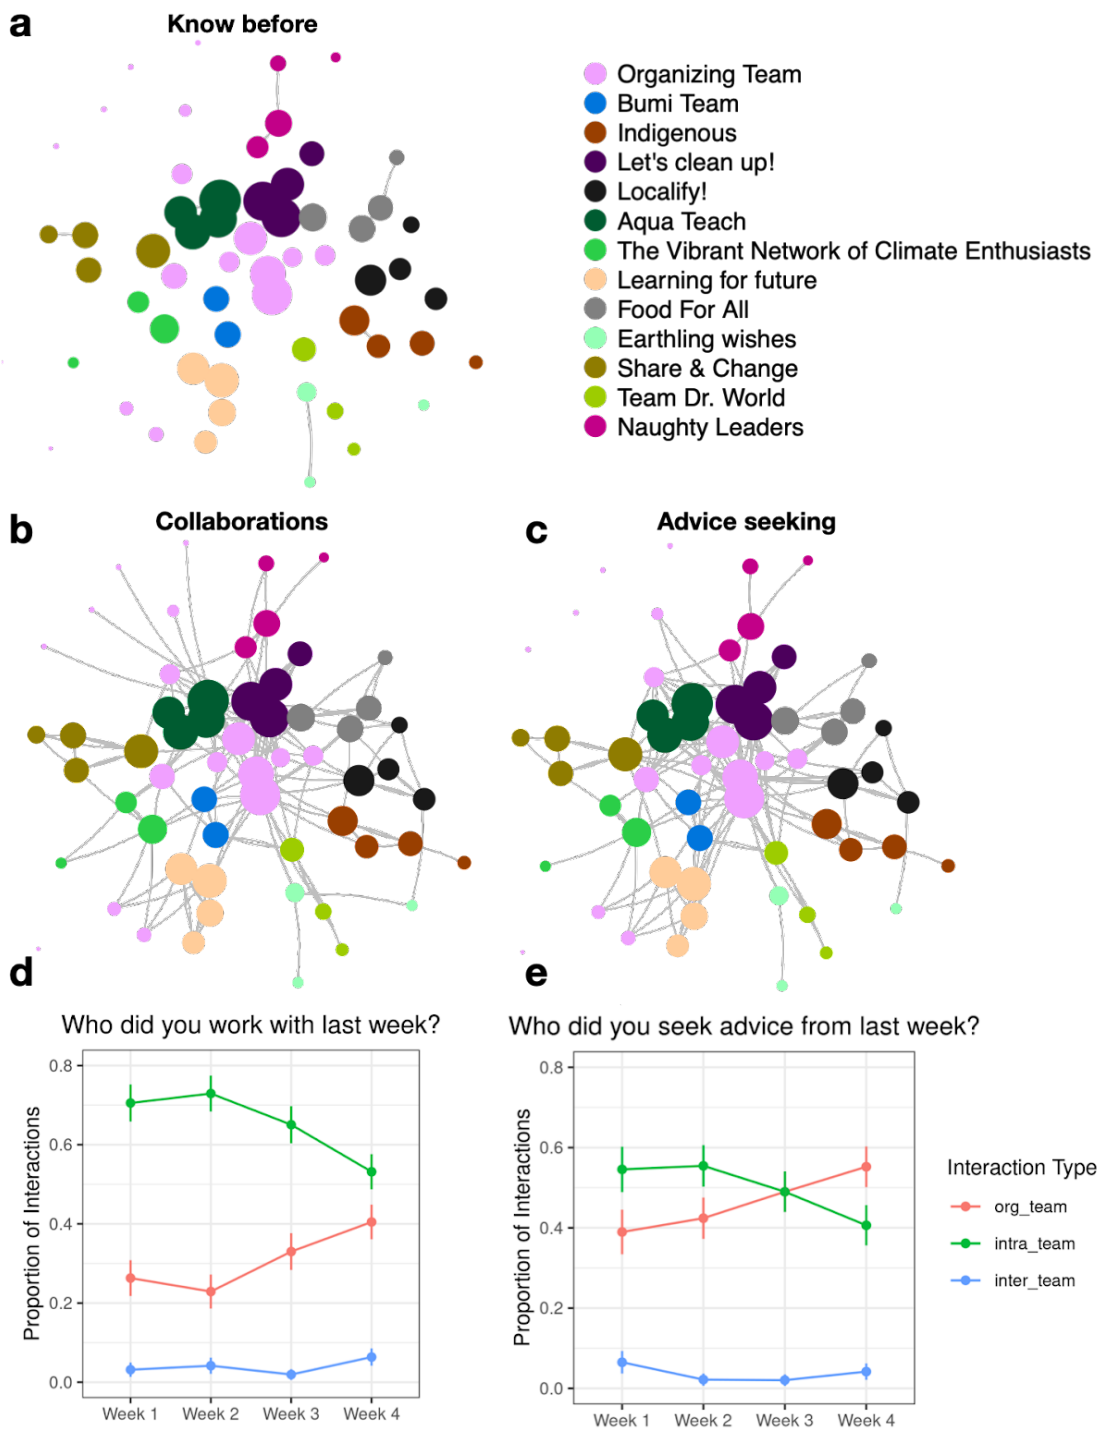 a
Know before
Organizing Team
Bumi Team
Indigenous
Let's clean up!
Localify!
Aqua Teach
The Vibrant Network of Climate Enthusiasts
Learning for future
Food For All
Earthling wishes
Share & Change
Team Dr. World
Naughty Leaders
b
Collaborations
c
Advice seeking
d
Who did you work with last week?
Proportion of Interactions
0.8
0.6
0.4
0.2
0.0
Week 1 Week 2 Week 3 Week 4
e
Who did you seek advice from last week?
Proportion of Interactions
0.8
0.6
0.4
0.2
0.0
Week 1 Week 2 Week 3 Week 4
Interaction Type
org_team
intra_team
inter_team